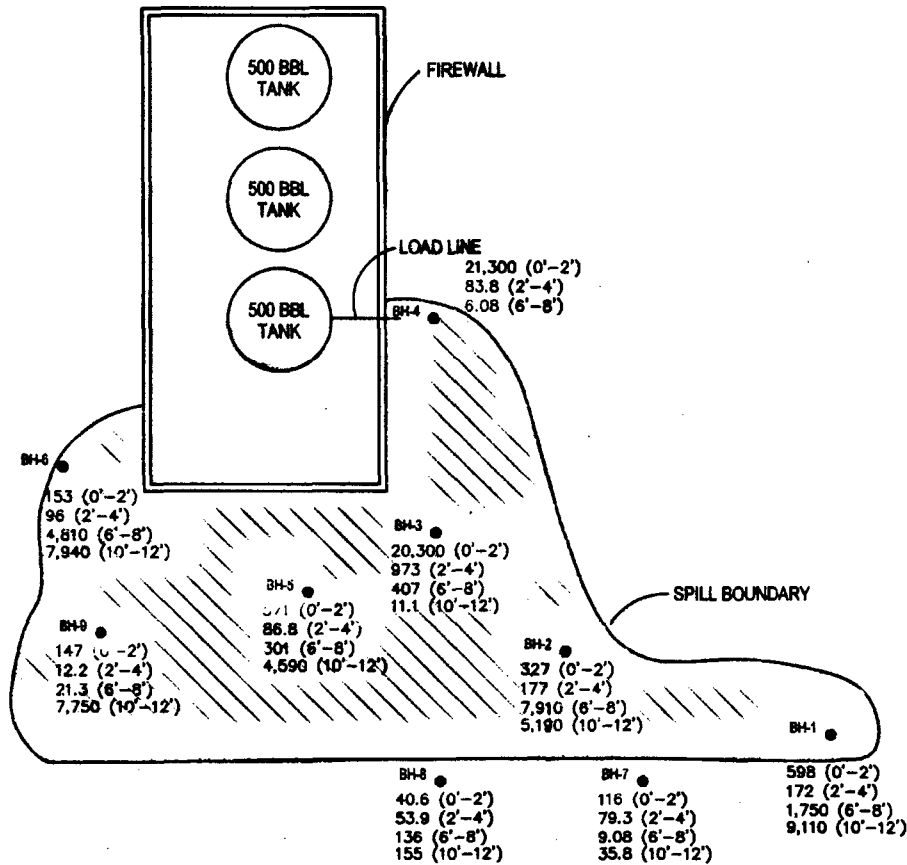 500 BBL
TANK
FIREWALL
500 BBL
TANK
LOAD LINE
21,300 (0'-2')
83.8 (2'-4')
6.08 (6'-8')
500 BBL
TANK
BH-4
BH-6
153 (0'-2')
96 (2'-4')
4,810 (6'-8')
7,940 (10'-12')
BH-3
20,300 (0'-2')
973 (2'-4')
407 (6'-8')
11.1 (10'-12')
BH-5
(0'-2')
86.8 (2'-4')
301 (6'-8')
4,590 (10'-12')
SPILL BOUNDARY
BH-9
147 (0'-2')
12.2 (2'-4')
21.3 (6'-8')
7,750 (10'-12')
BH-2
327 (0'-2')
177 (2'-4')
7,910 (6'-8')
5,190 (10'-12')
BH-1
598 (0'-2')
172 (2'-4')
1,750 (6'-8')
9,110 (10'-12')
BH-8
40.6 (0'-2')
53.9 (2'-4')
136 (6'-8')
155 (10'-12')
BH-7
116 (0'-2')
79.3 (2'-4')
9.08 (6'-8')
35.8 (10'-12')